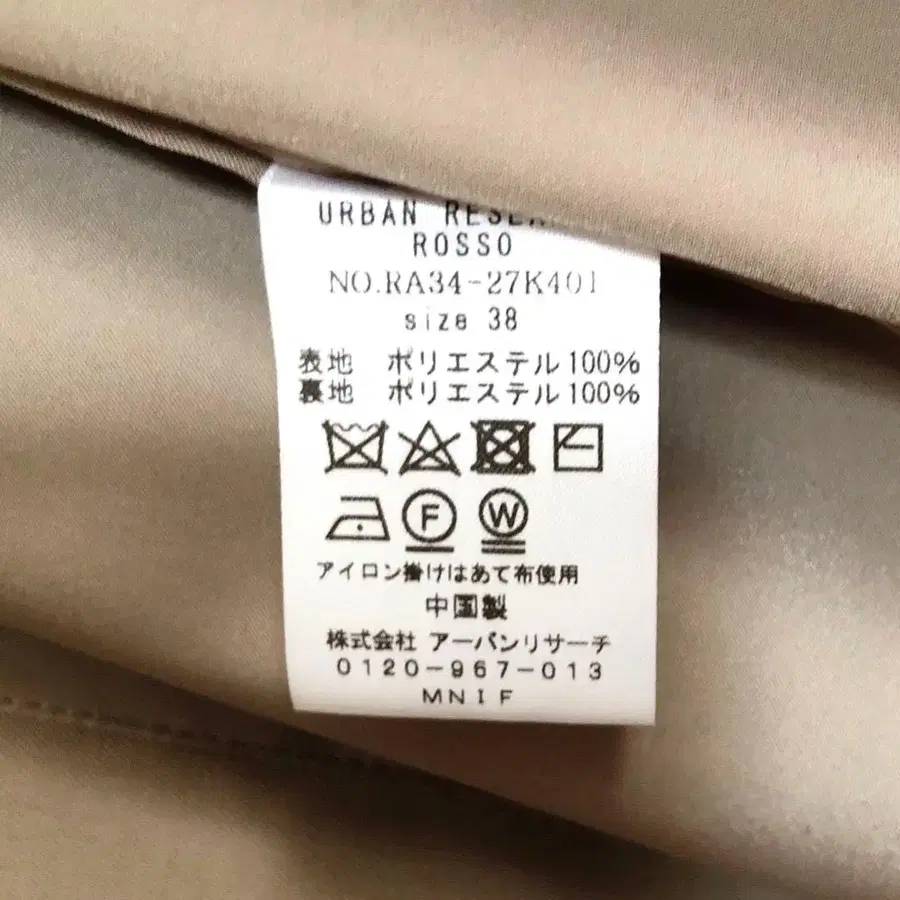 URBAN
ROSSO
NO.RA34-27K401
size 38
表地 ポリエステル100%
裏地 ポリエステル100%
F W
アイロン掛けはあて布使用
中国製
株式会社 アーバンリサーチ
0120-967-013
MNIF